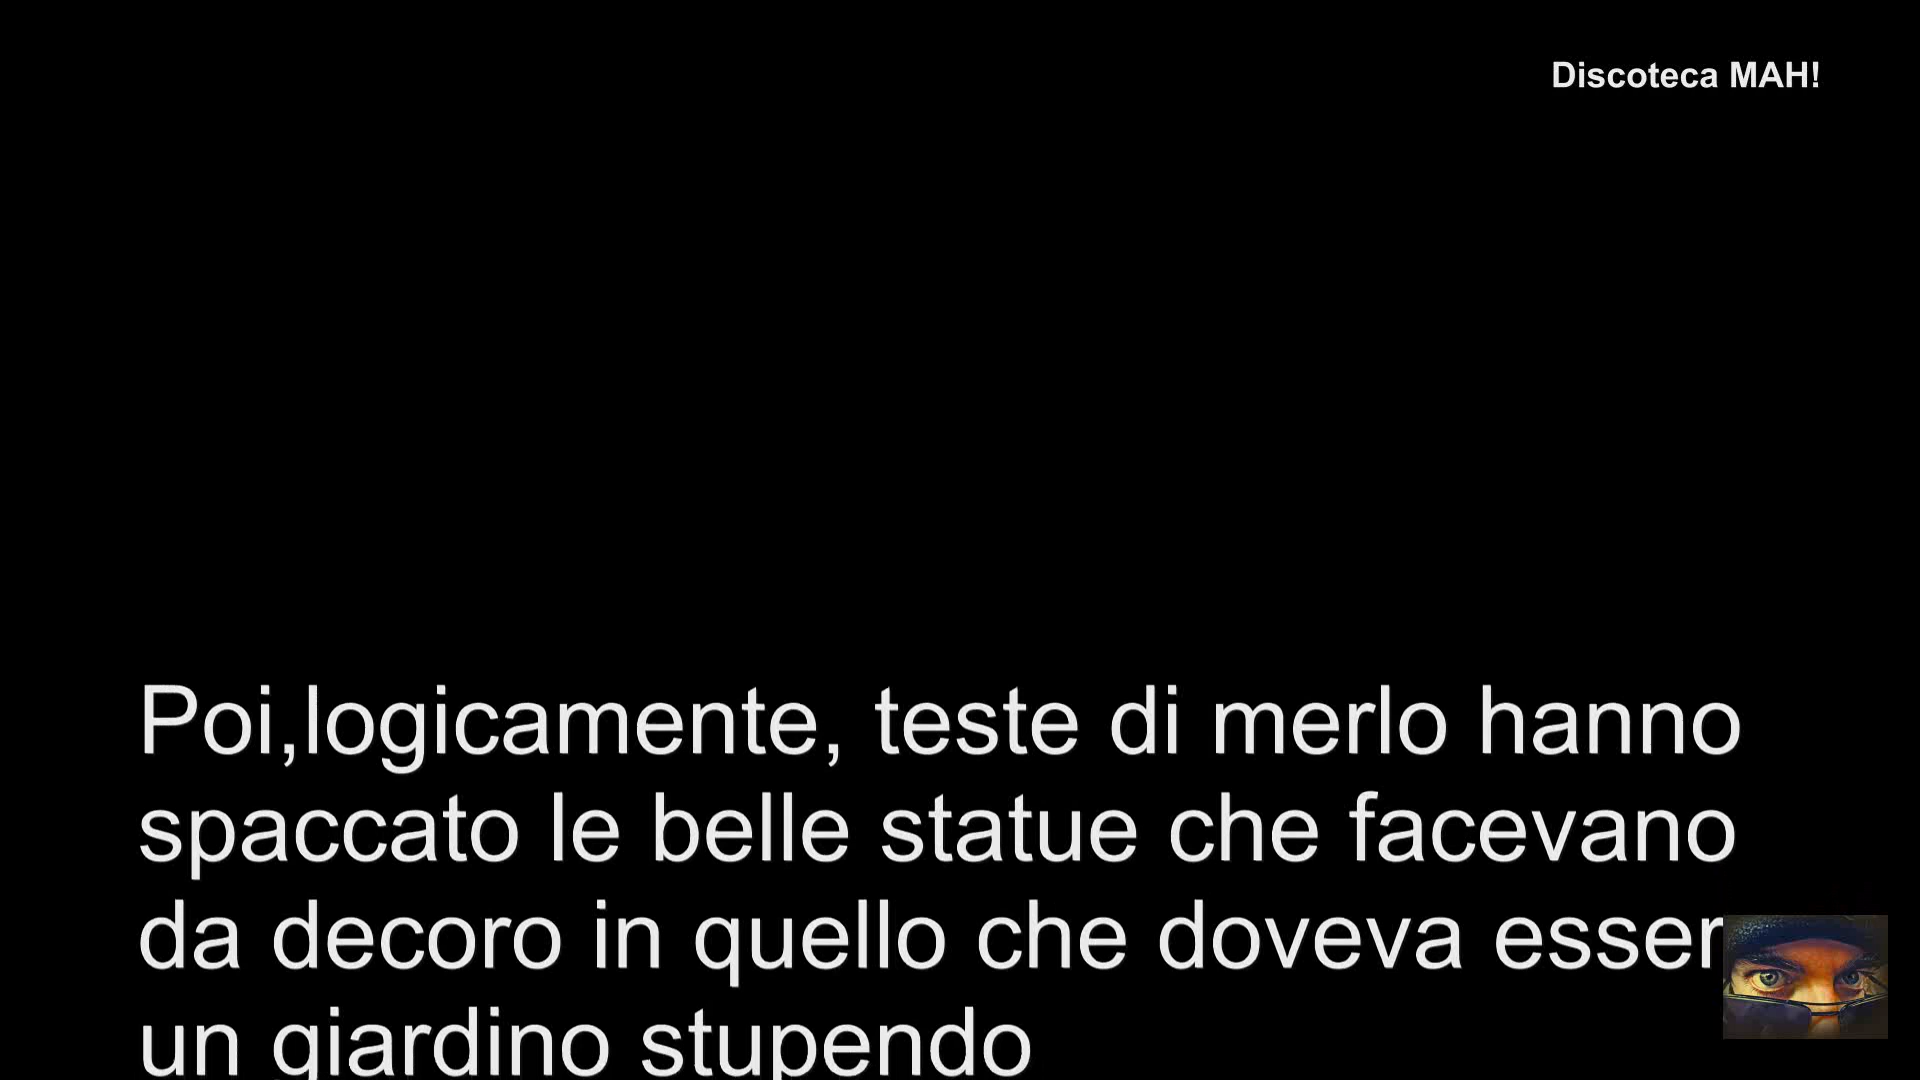 Discoteca MAH!
Poi,logicamente, teste di merlo hanno
spaccato le belle statue che facevano
da decoro in quello che doveva esser
un giardino stupendo